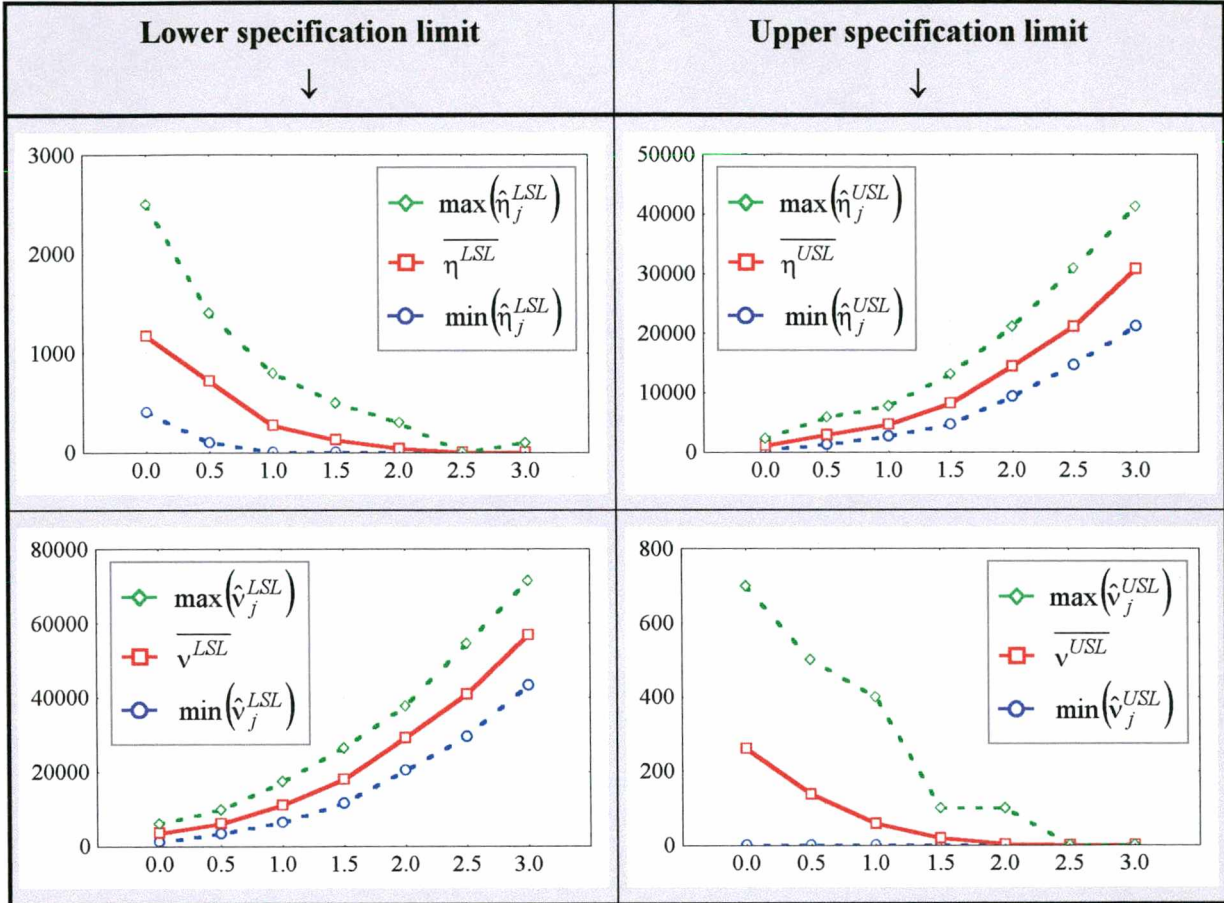 Lower specification limit
↓
Upper specification limit
↓
3000
2000
1000
0
0.0 0.5 1.0 1.5 2.0 2.5 3.0
max(η̂_j^{LSL})
\overline{η^{LSL}}
min(η̂_j^{LSL})
50000
40000
30000
20000
10000
0
0.0 0.5 1.0 1.5 2.0 2.5 3.0
max(η̂_j^{USL})
\overline{η^{USL}}
min(η̂_j^{USL})
80000
60000
40000
20000
0
0.0 0.5 1.0 1.5 2.0 2.5 3.0
max(ν̂_j^{LSL})
\overline{ν^{LSL}}
min(ν̂_j^{LSL})
800
600
400
200
0
0.0 0.5 1.0 1.5 2.0 2.5 3.0
max(ν̂_j^{USL})
\overline{ν^{USL}}
min(ν̂_j^{USL})